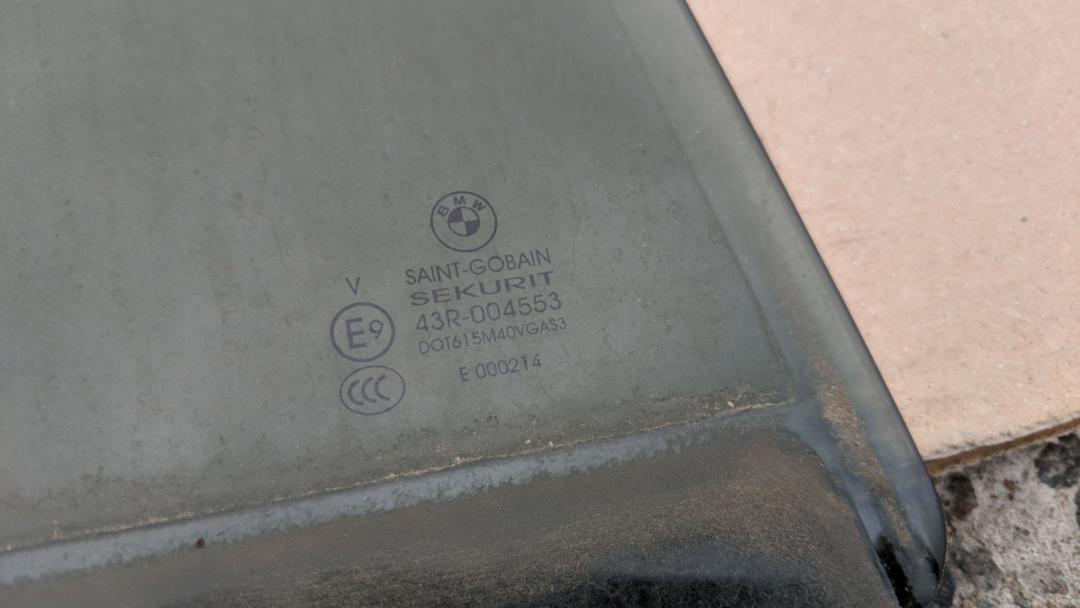 BMW
SAINT-GOBAIN
V
SEKURIT
E9
43R-004553
DOT615M40VGAS3
CCC
E 000214